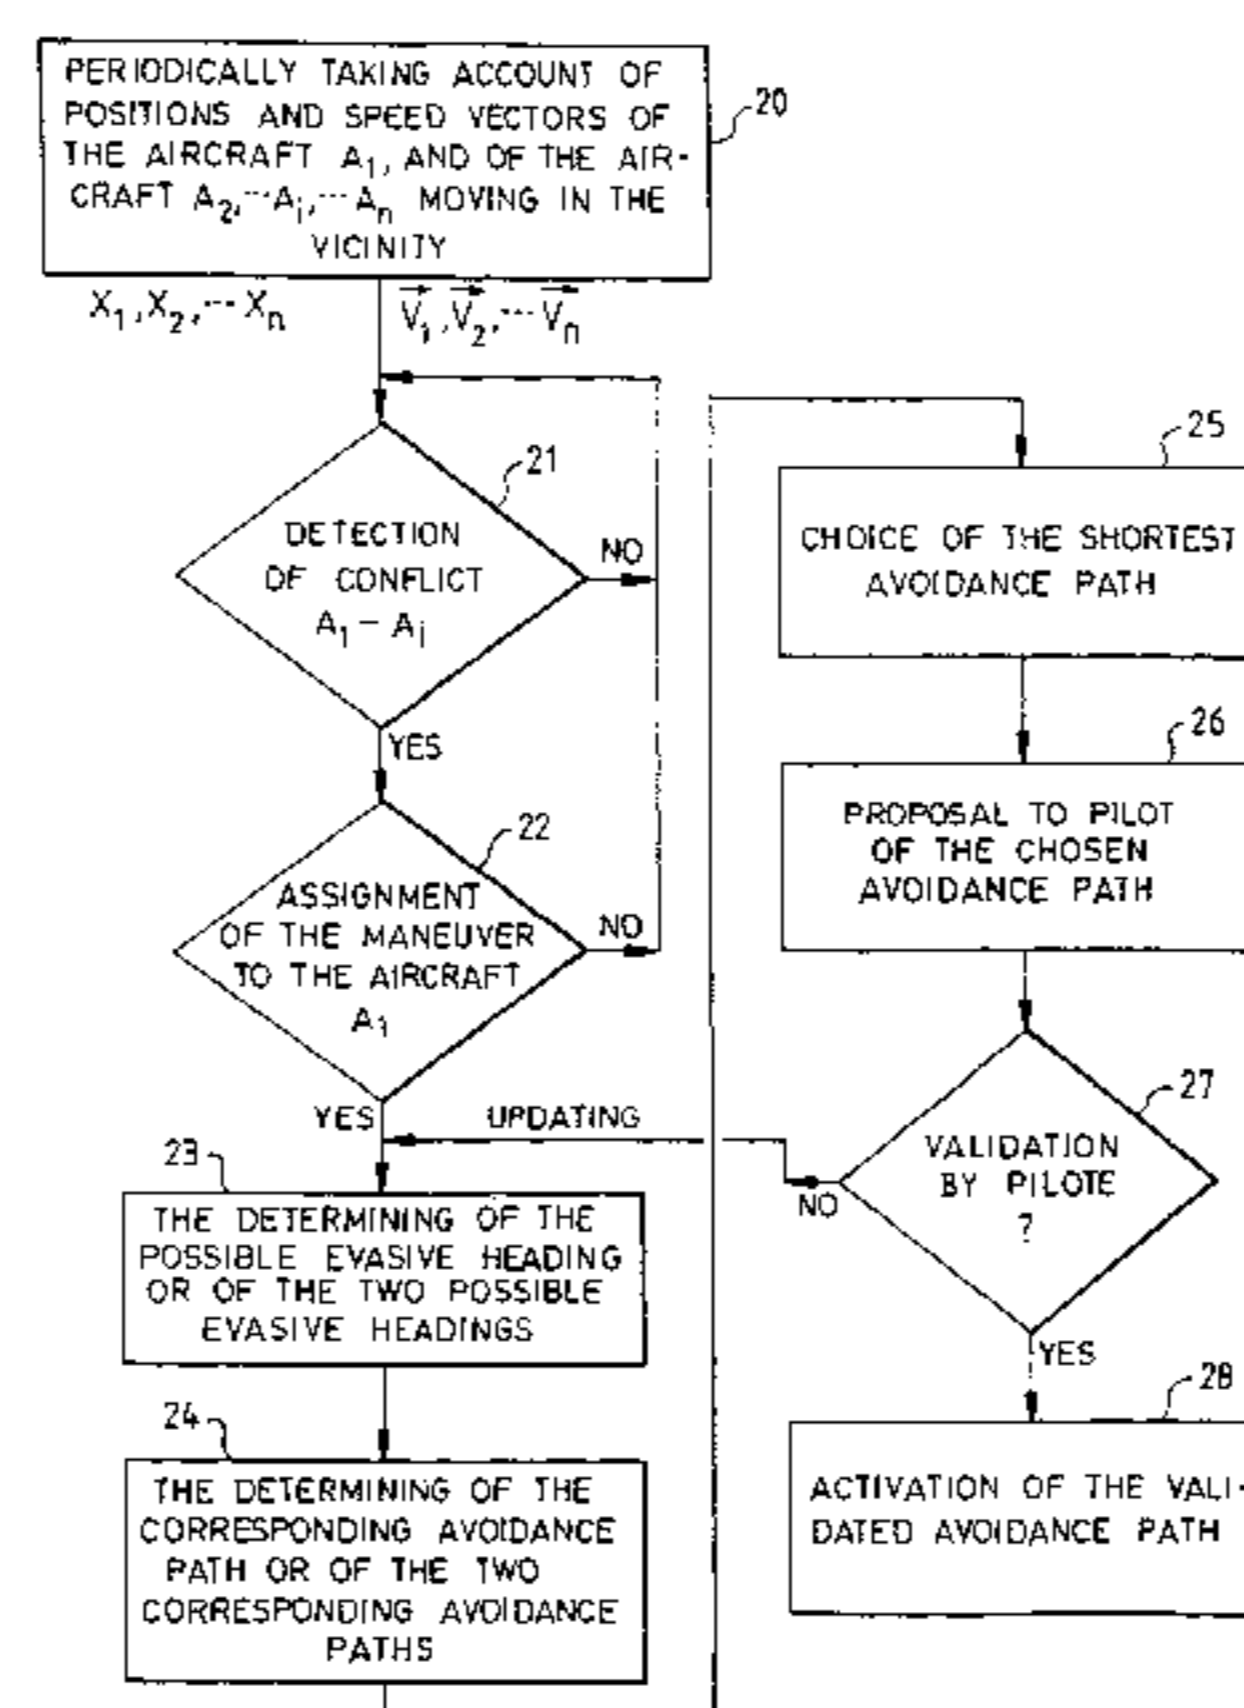 PERIODICALLY TAKING ACCOUNT OF
POSITIONS AND SPEED VECTORS OF
THE AIRCRAFT A1, AND OF THE AIR-
CRAFT A2,...Ai,...An MOVING IN THE
VICINITY
20
X1,X2,...Xn
V1,V2,...Vn
21
DETECTION
OF CONFLICT
A1 - Ai
NO
YES
22
ASSIGNMENT
OF THE MANEUVER
TO THE AIRCRAFT
A1
NO
YES
UPDATING
23
THE DETERMINING OF THE
POSSIBLE EVASIVE HEADING
OR OF THE TWO POSSIBLE
EVASIVE HEADINGS
24
THE DETERMINING OF THE
CORRESPONDING AVOIDANCE
PATH OR OF THE TWO
CORRESPONDING AVOIDANCE
PATHS
25
CHOICE OF THE SHORTEST
AVOIDANCE PATH
26
PROPOSAL TO PILOT
OF THE CHOSEN
AVOIDANCE PATH
27
VALIDATION
BY PILOTE
?
NO
YES
28
ACTIVATION OF THE VALI-
DATED AVOIDANCE PATH